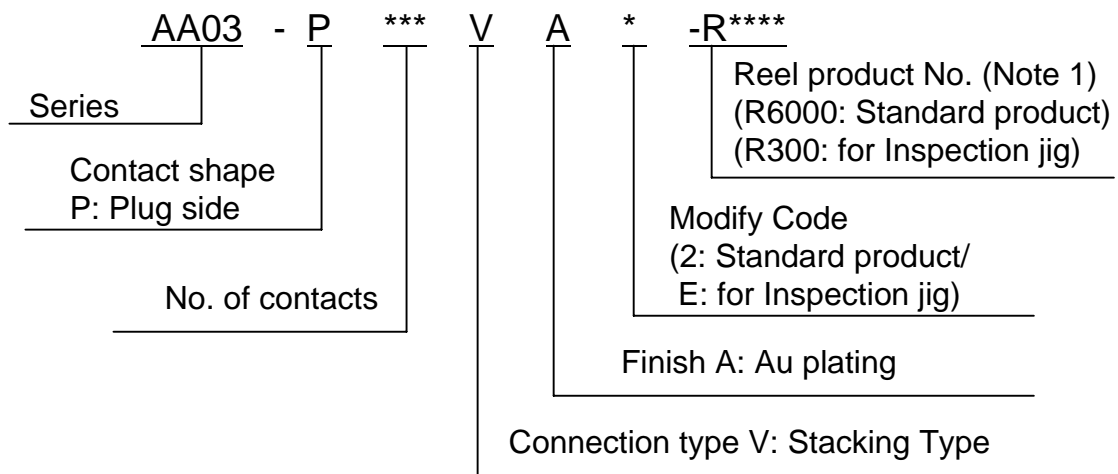 AA03 - P *** V A * -R****
Reel product No. (Note 1)
(R6000: Standard product)
(R300: for Inspection jig)
Series
Contact shape
P: Plug side
Modify Code
(2: Standard product/
E: for Inspection jig)
No. of contacts
Finish A: Au plating
Connection type V: Stacking Type